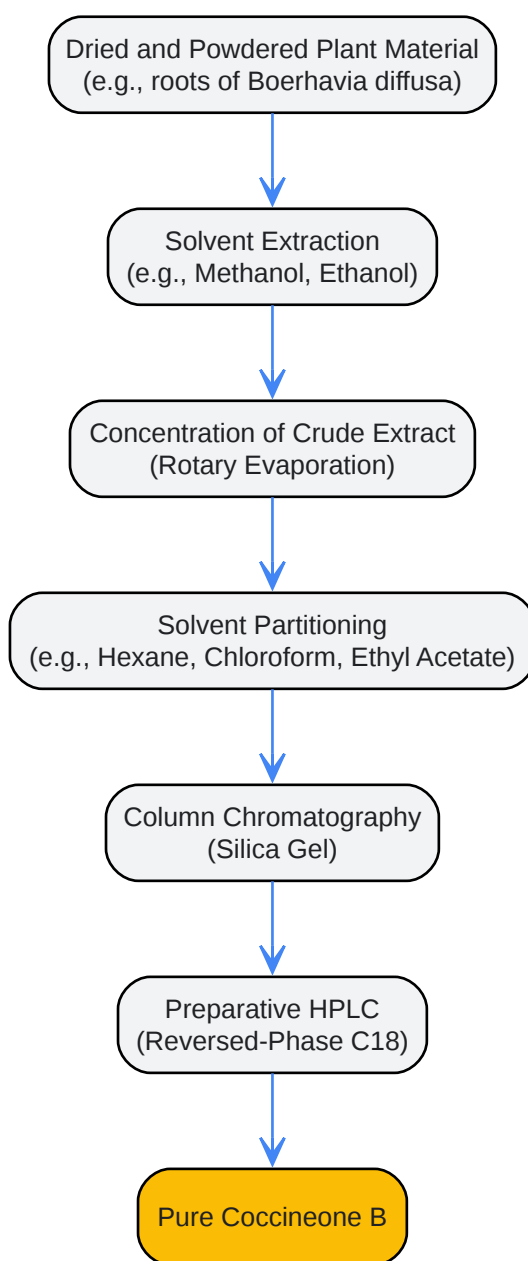 Dried and Powdered Plant Material
(e.g., roots of Boerhavia diffusa)
Solvent Extraction
(e.g., Methanol, Ethanol)
Concentration of Crude Extract
(Rotary Evaporation)
Solvent Partitioning
(e.g., Hexane, Chloroform, Ethyl Acetate)
Column Chromatography
(Silica Gel)
Preparative HPLC
(Reversed-Phase C18)
Pure Coccineone B